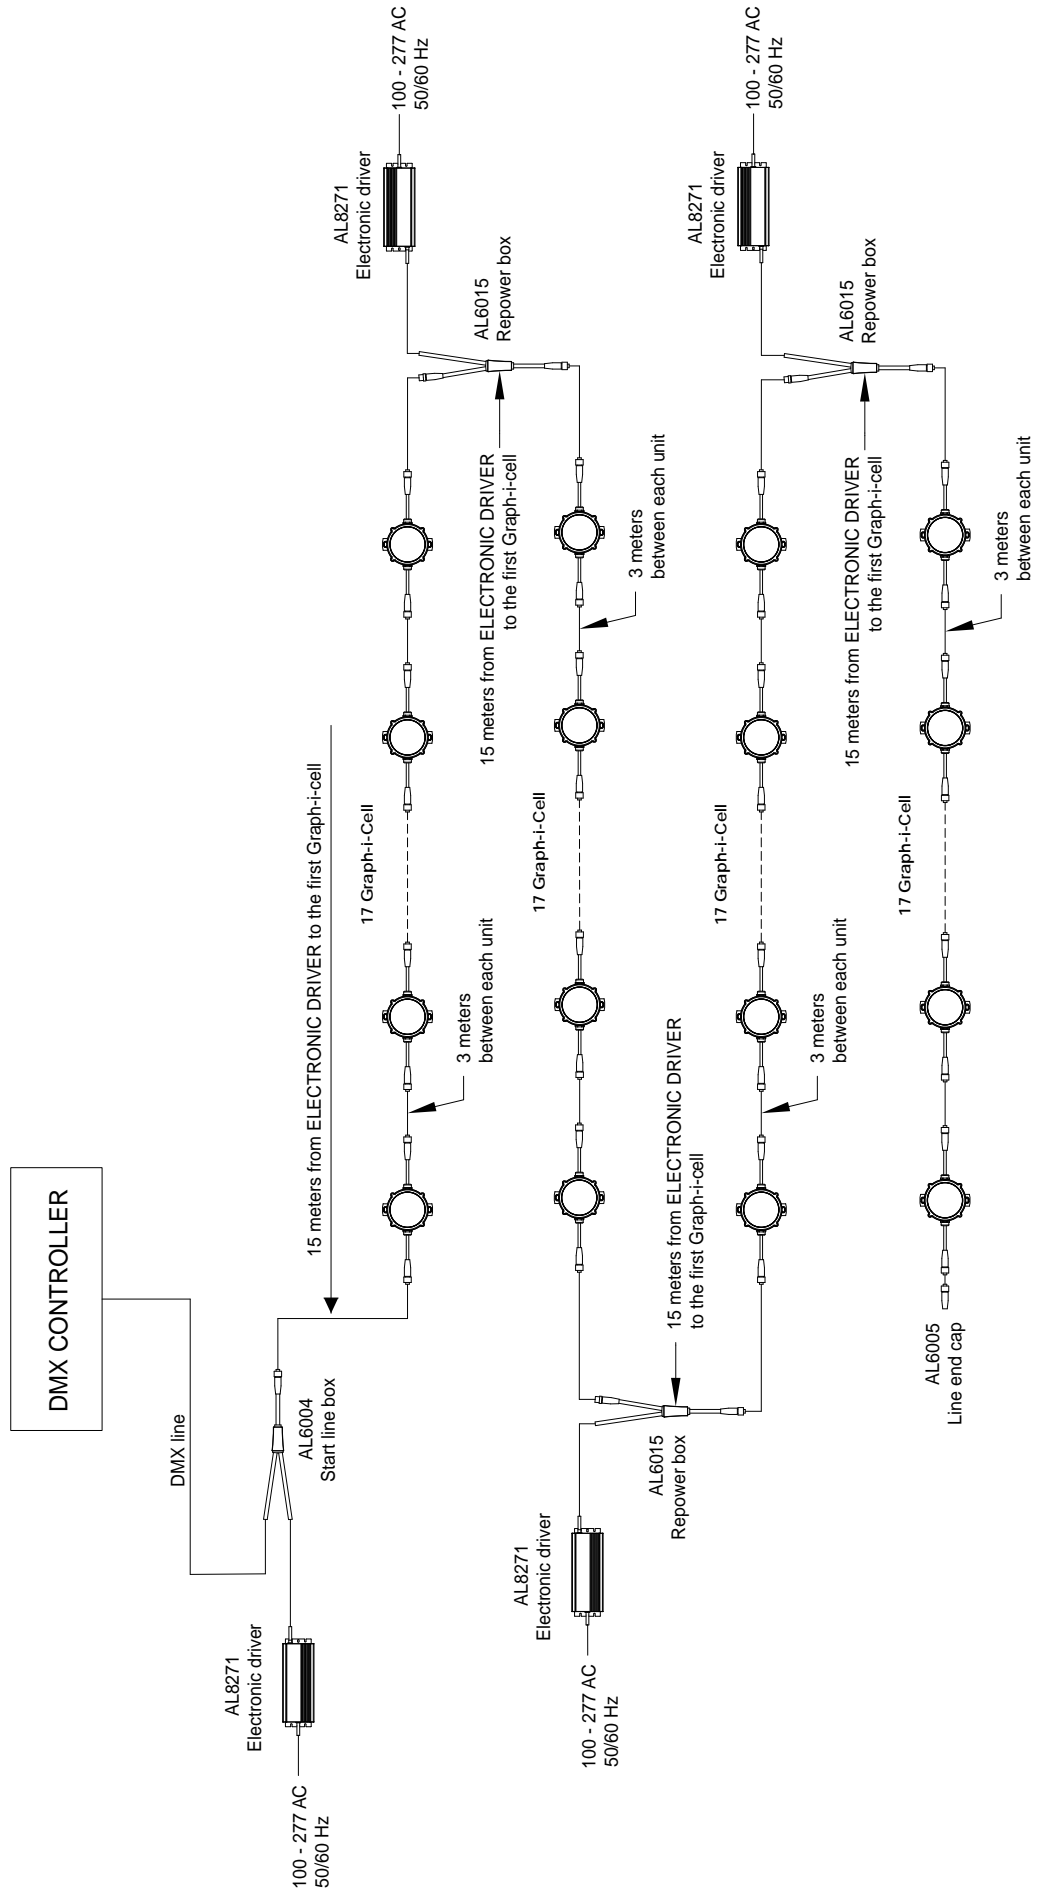 DMX CONTROLLER
DMX line
100 - 277 AC
50/60 Hz
AL8271
Electronic driver
AL6004
Start line box
15 meters from ELECTRONIC DRIVER to the first Graph-i-cell
3 meters
between each unit
17 Graph-i-Cell
AL8271
Electronic driver
100 - 277 AC
50/60 Hz
AL6015
Repower box
15 meters from ELECTRONIC DRIVER
to the first Graph-i-cell
17 Graph-i-Cell
3 meters
between each unit
100 - 277 AC
50/60 Hz
AL8271
Electronic driver
AL6015
Repower box
15 meters from ELECTRONIC DRIVER
to the first Graph-i-cell
3 meters
between each unit
17 Graph-i-Cell
AL8271
Electronic driver
100 - 277 AC
50/60 Hz
AL6015
Repower box
15 meters from ELECTRONIC DRIVER
to the first Graph-i-cell
3 meters
between each unit
17 Graph-i-Cell
AL6005
Line end cap